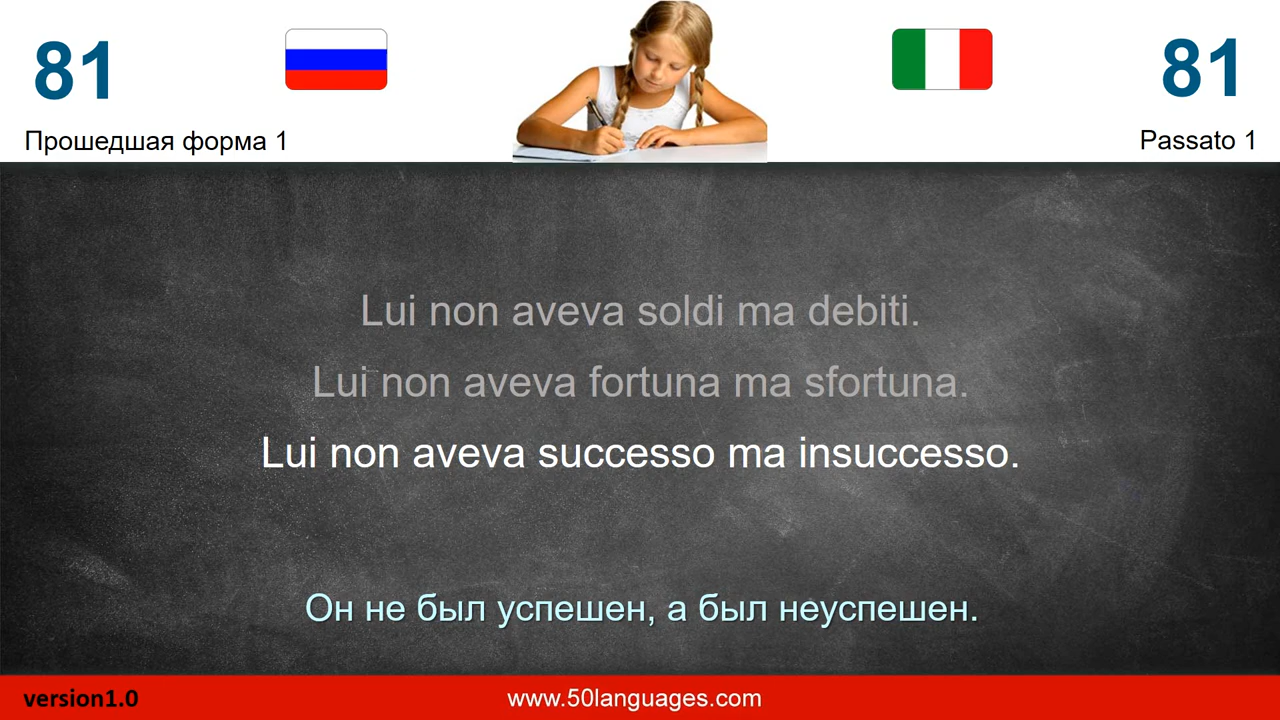 81
81
Прошедшая форма 1
Passato 1
Lui non aveva soldi ma debiti.
Lui non aveva fortuna ma sfortuna.
Lui non aveva successo ma insuccesso.
Он не был успешен, а был неуспешен.
version1.0
www.50languages.com